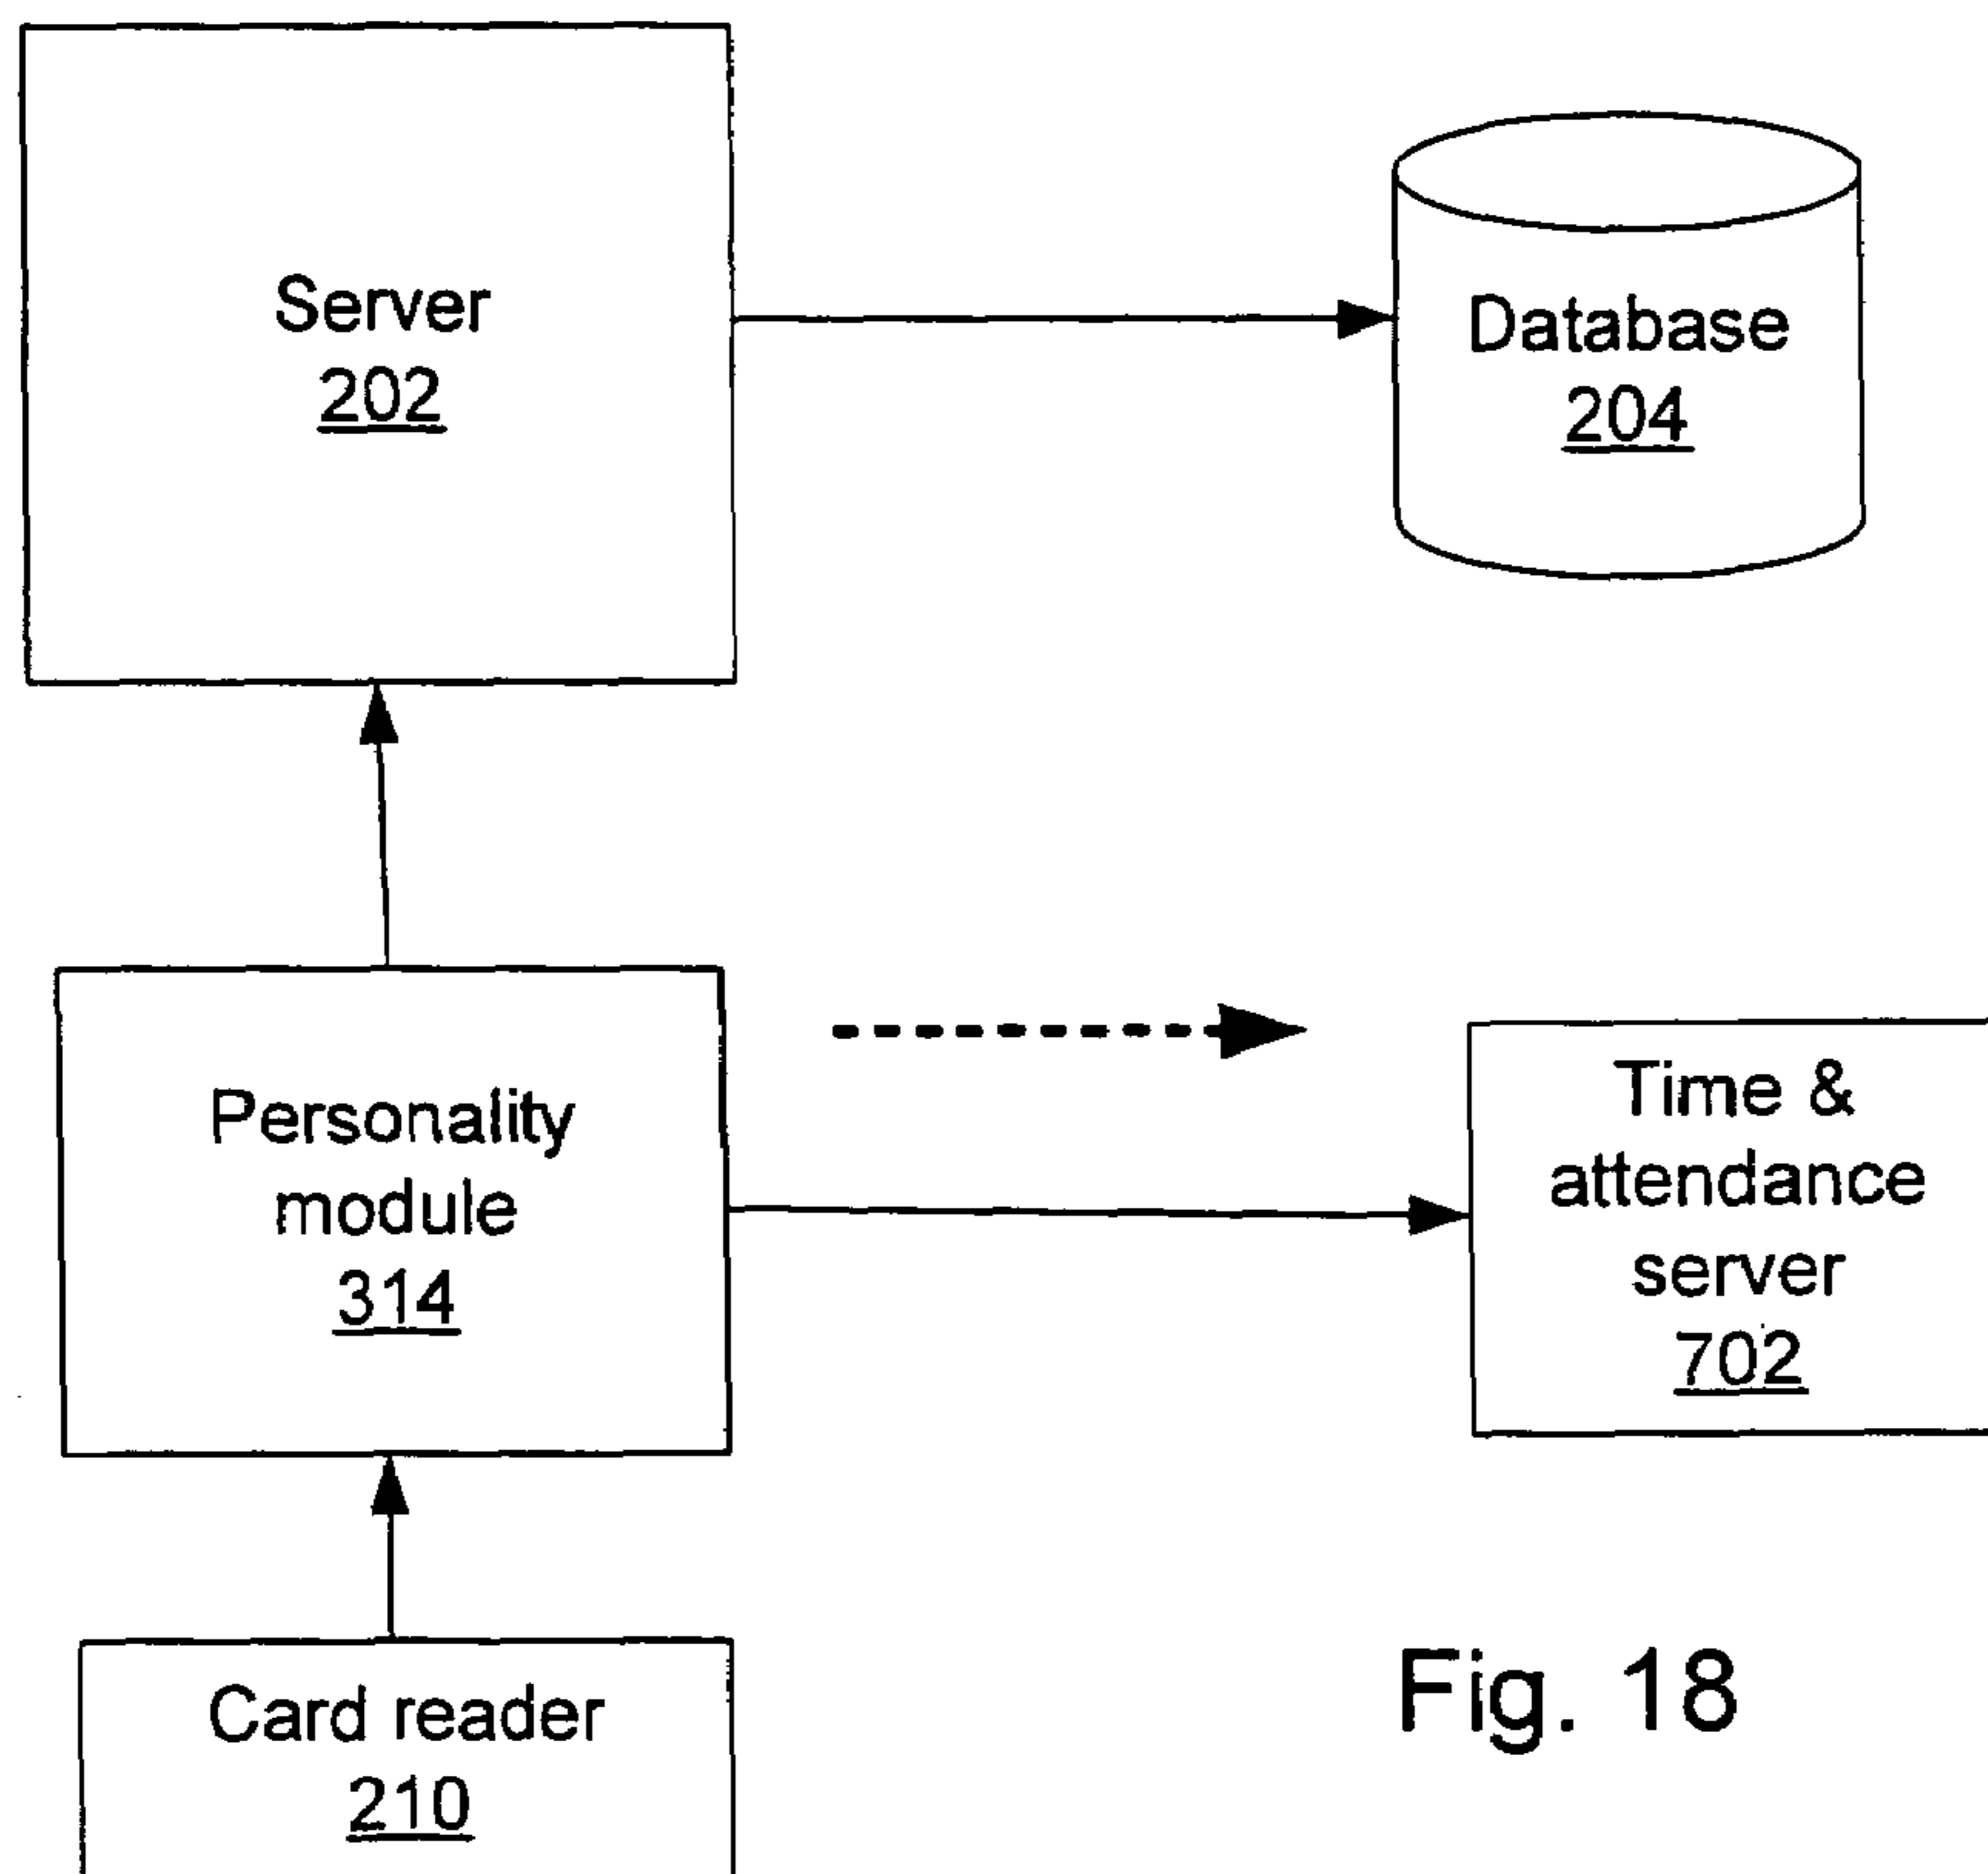 Server
202
Database
204
Personality
module
314
Time &
attendance
server
702
Card reader
210
Fig. 18